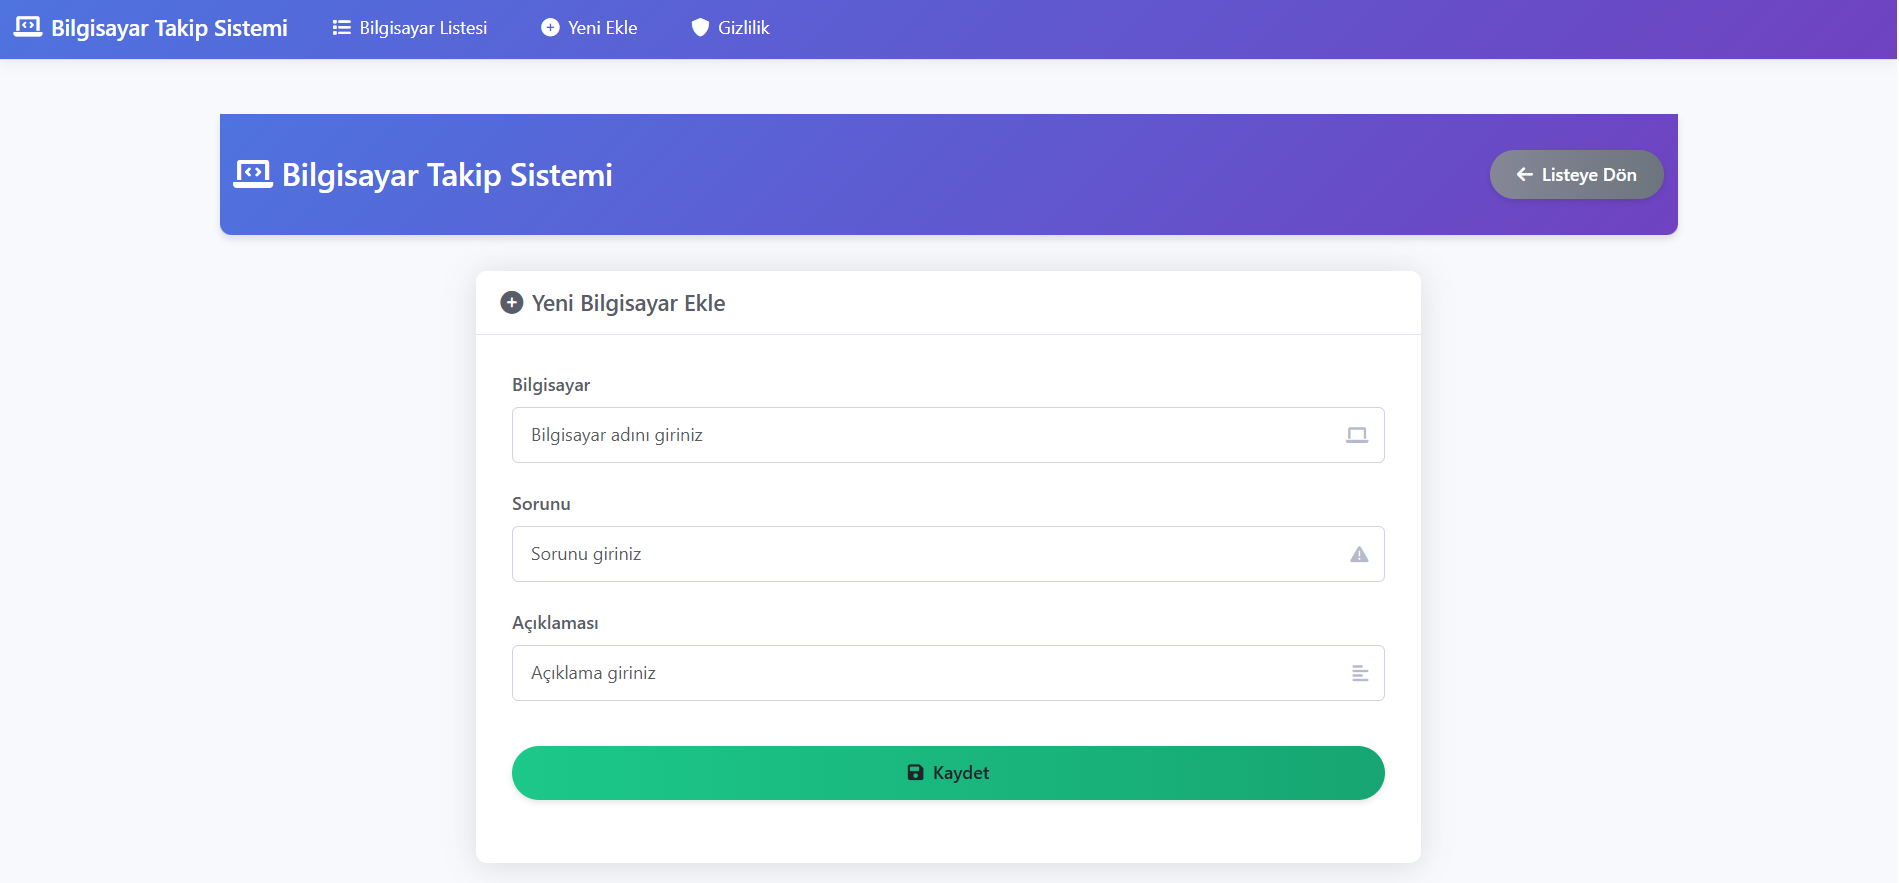 Bilgisayar Takip Sistemi Bilgisayar Listesi Yeni Ekle Gizlilik
Bilgisayar Takip Sistemi Listeye Dön
Yeni Bilgisayar Ekle
Bilgisayar
Bilgisayar adını giriniz
Sorunu
Sorunu giriniz
Açıklaması
Açıklama giriniz
Kaydet